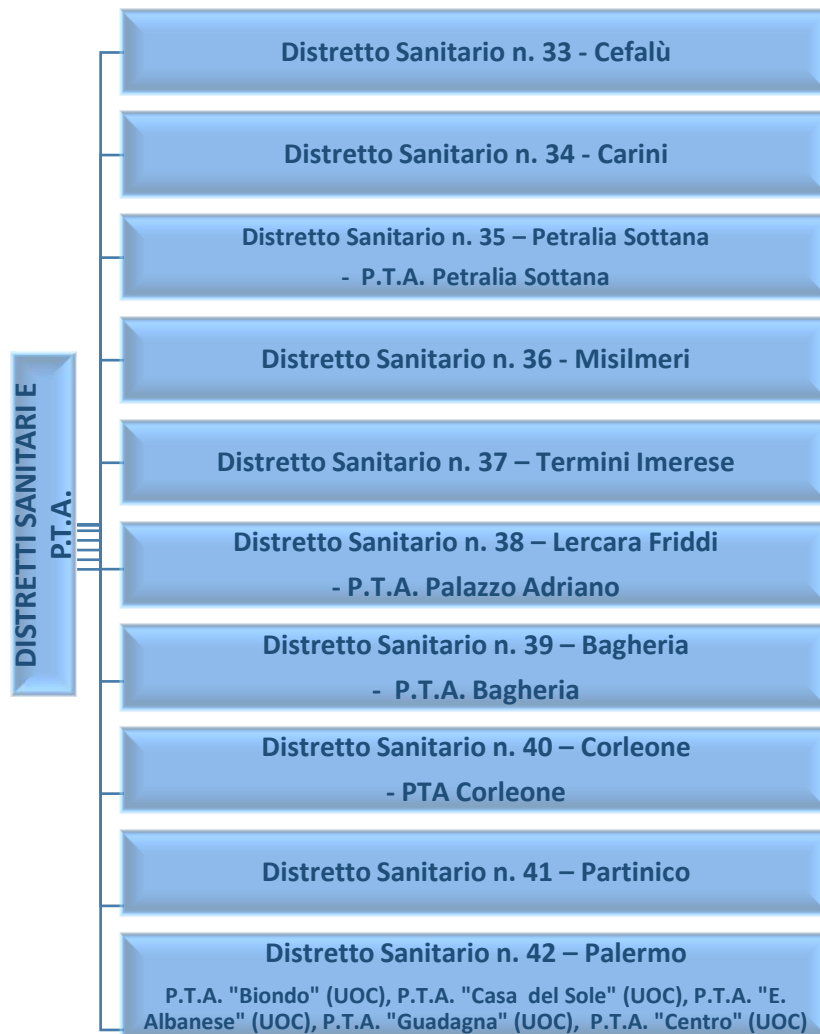 DISTRETTI SANITARI E
P.T.A.
Distretto Sanitario n. 33 - Cefalù
Distretto Sanitario n. 34 - Carini
Distretto Sanitario n. 35 – Petralia Sottana
- P.T.A. Petralia Sottana
Distretto Sanitario n. 36 - Misilmeri
Distretto Sanitario n. 37 – Termini Imerese
Distretto Sanitario n. 38 – Lercara Friddi
- P.T.A. Palazzo Adriano
Distretto Sanitario n. 39 – Bagheria
- P.T.A. Bagheria
Distretto Sanitario n. 40 – Corleone
- PTA Corleone
Distretto Sanitario n. 41 – Partinico
Distretto Sanitario n. 42 – Palermo
P.T.A. "Biondo" (UOC), P.T.A. "Casa del Sole" (UOC), P.T.A. "E.
Albanese" (UOC), P.T.A. "Guadagna" (UOC), P.T.A. "Centro" (UOC)